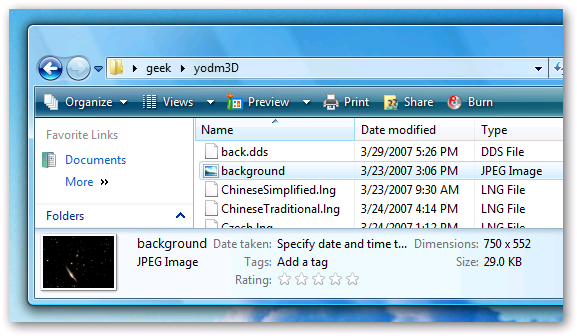 geek yodm3D
Organize Views Preview Print Share Burn
Favorite Links
Documents
More »
Folders
Name Date modified Type
back.dds 3/29/2007 5:26 PM DDS File
background 3/23/2007 3:06 PM JPEG Image
ChineseSimplified.lng 3/23/2007 9:30 AM LNG File
ChineseTraditional.lng 3/24/2007 4:14 PM LNG File
Czech.lng 3/24/2007 1:12 PM LNG File
background Date taken: Specify date and time t... Dimensions: 750 x 552
JPEG Image Tags: Add a tag Size: 29.0 KB
Rating: